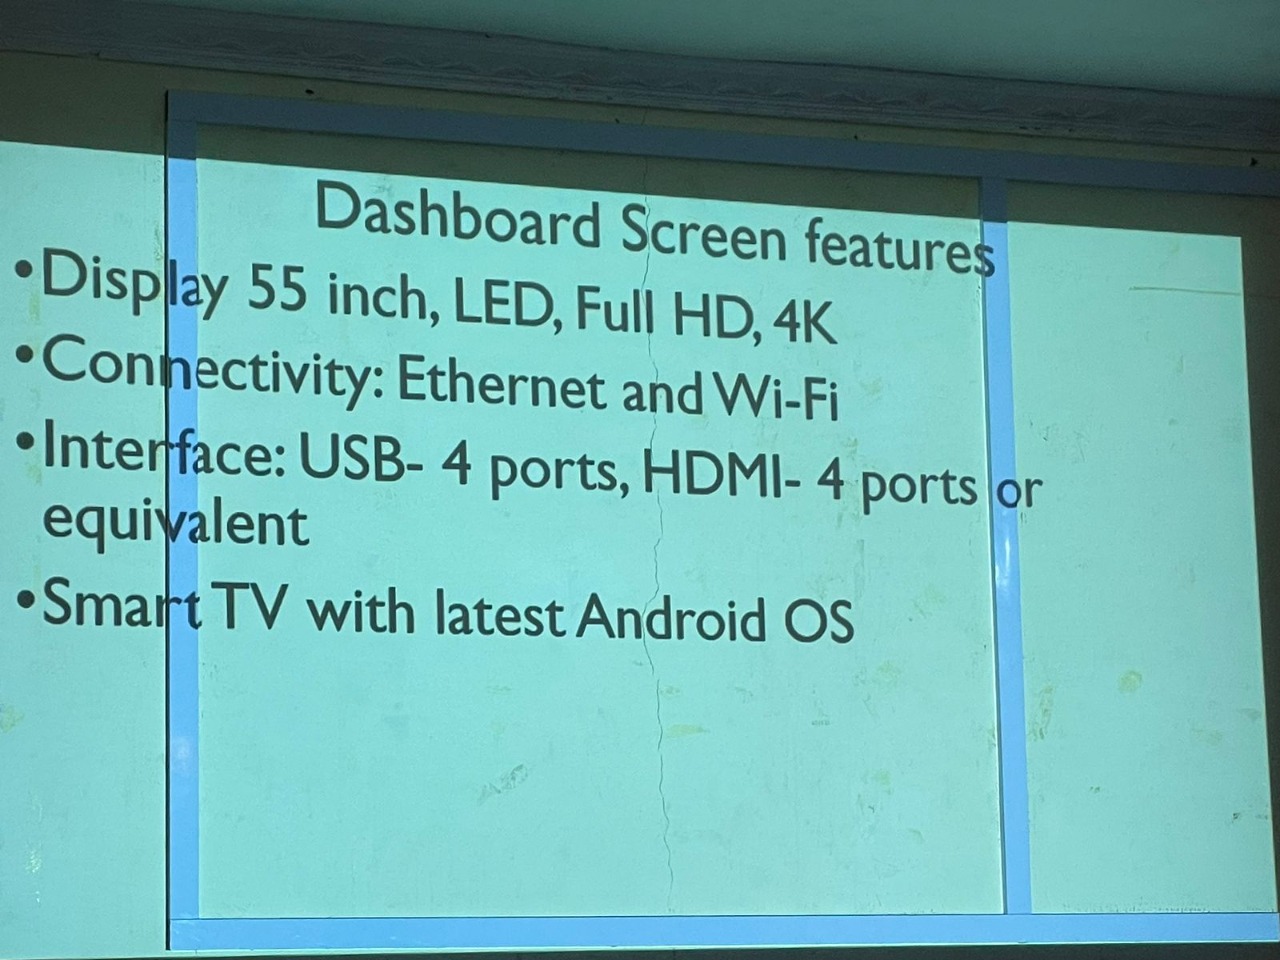 Dashboard Screen features
•Display 55 inch, LED, Full HD, 4K
•Connectivity: Ethernet and Wi-Fi
•Interface: USB- 4 ports, HDMI- 4 ports or
equivalent
•Smart TV with latest Android OS